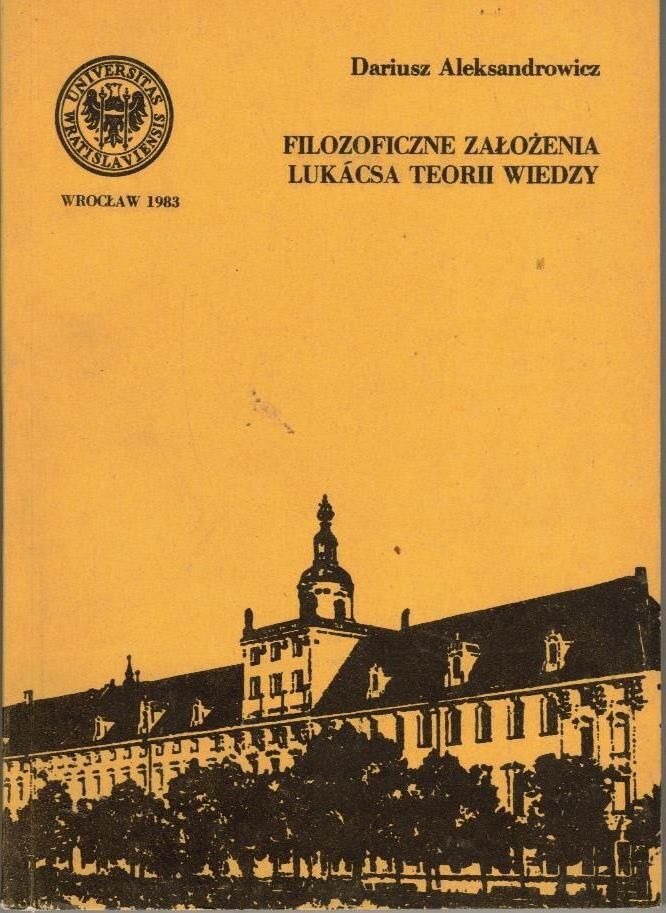 Dariusz Aleksandrowicz
UNIVERSITAS
WRATISLAVIENSIS
FILOZOFICZNE ZAŁOŻENIA
LUKÁCSA TEORII WIEDZY
WROCŁAW 1983